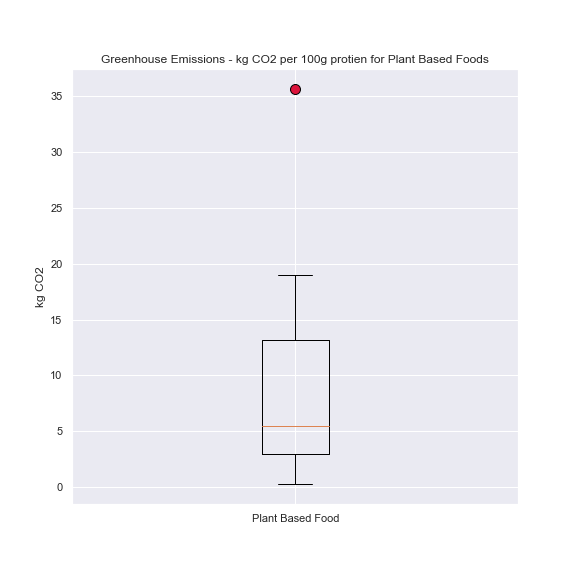 Greenhouse Emissions - kg CO2 per 100g protien for Plant Based Foods
35
30
25
20
15
10
5
0
kg CO2
Plant Based Food